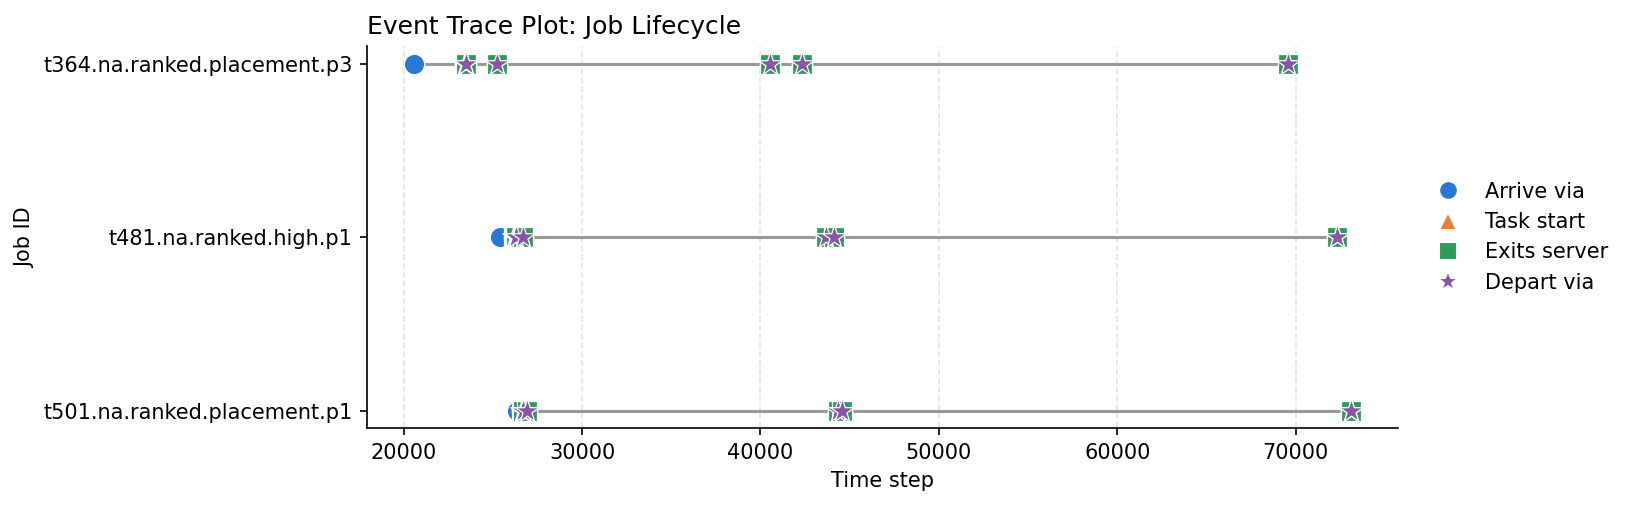 Event Trace Plot: Job Lifecycle
t364.na.ranked.placement.p3
t481.na.ranked.high.p1
t501.na.ranked.placement.p1
Job ID
20000 30000 40000 50000 60000 70000
Time step
Arrive via
Task start
Exits server
Depart via